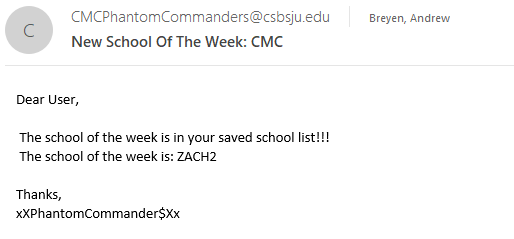 C
CMCPhantomCommanders@csbsju.edu
Breyen, Andrew
New School Of The Week: CMC
Dear User,
The school of the week is in your saved school list!!!
The school of the week is: ZACH2
Thanks,
xXPhantomCommander$Xx